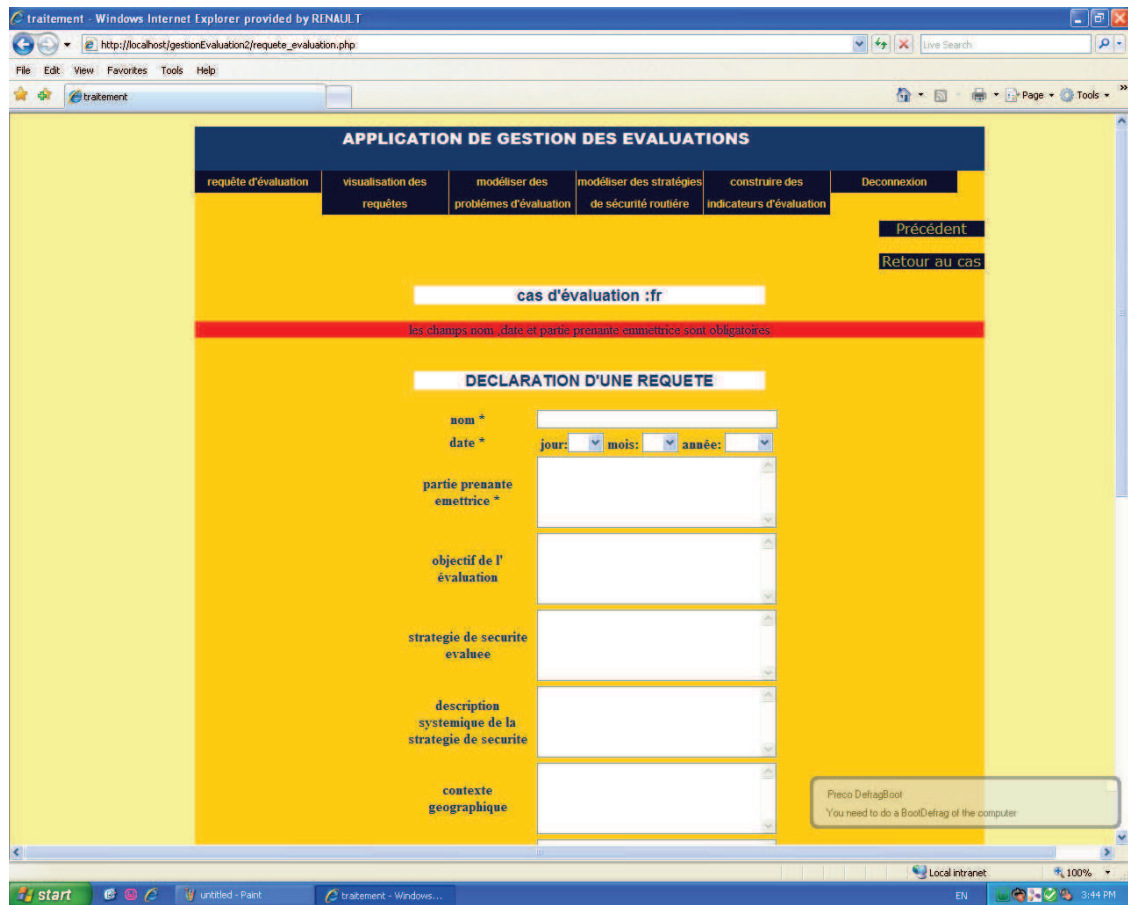 traitement - Windows Internet Explorer provided by RENAULT
http://localhost/gestionEvaluation2/requete_evaluation.php
Live Search
File Edit View Favorites Tools Help
traitement
Page Tools
APPLICATION DE GESTION DES EVALUATIONS
requête d'évaluation
visualisation des
requêtes
modéliser des
problémes d'évaluation
modéliser des stratégies
de sécurité routiére
construire des
indicateurs d'évaluation
Deconnexion
Précédent
Retour au cas
cas d'évaluation :fr
les champs nom ,date et partie prenante emmettrice sont obligatoires
DECLARATION D'UNE REQUETE
nom *
date * jour: mois: année:
partie prenante
emettrice *
objectif de l'
évaluation
strategie de securite
evaluee
description
systemique de la
strategie de securite
contexte
geographique
DefragBoot
You need to do a BootDefrag of the computer
Local intranet 100%
start
untitled - Paint
traitement - Windows...
EN
3:44 PM